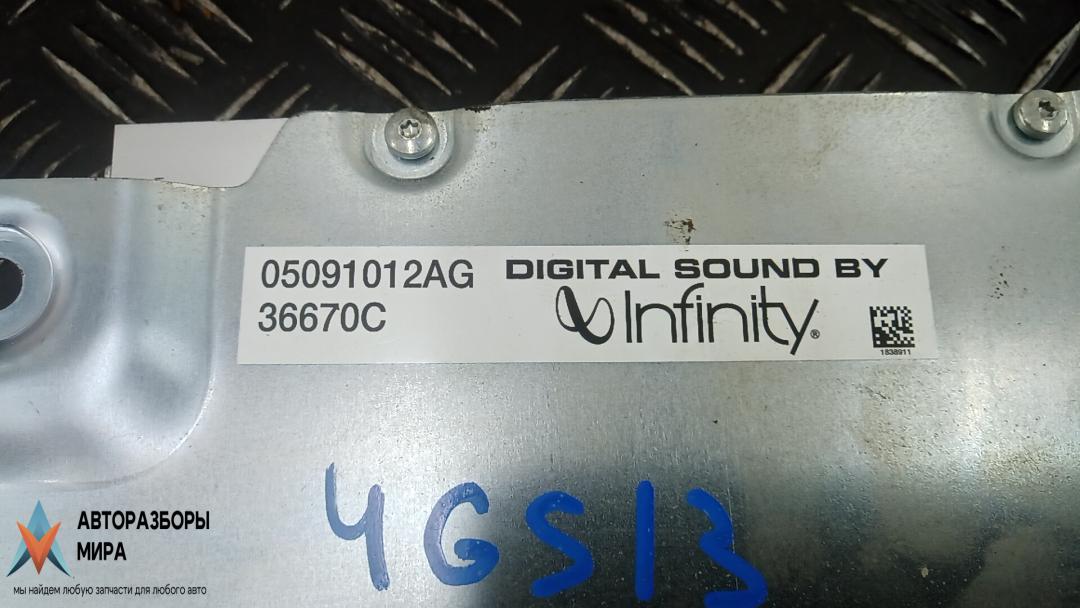 05091012AG
36670C
DIGITAL SOUND BY
Infinity®
1838911
4GS13
АВТОРАЗБОРЫ
МИРА
мы найдем любую запчасти для любого авто